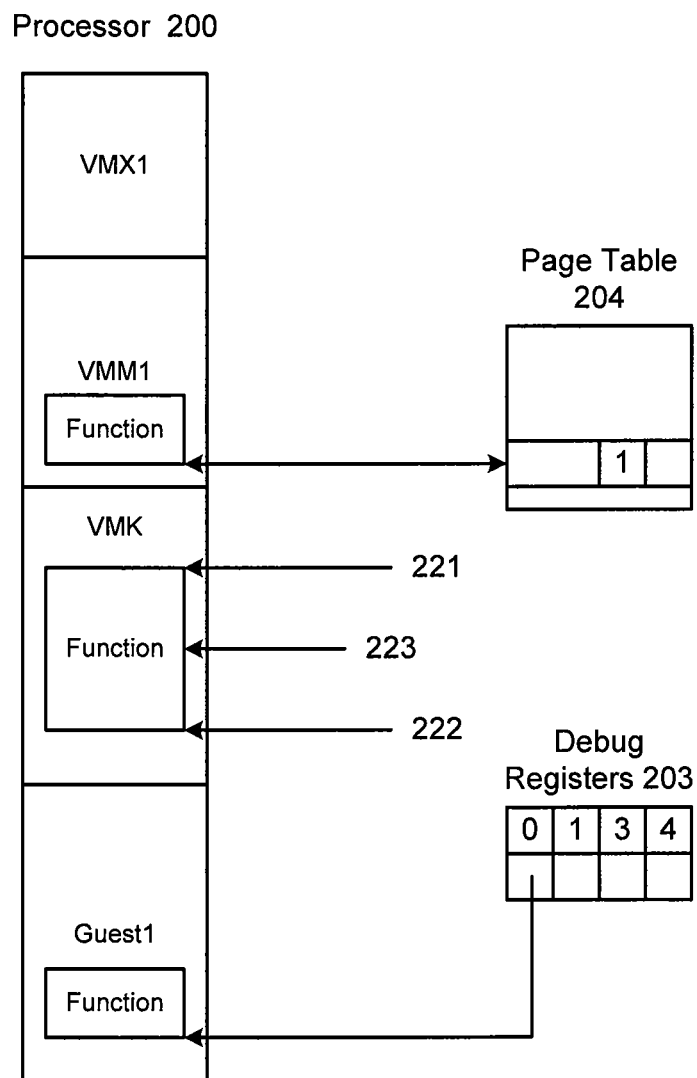 Processor 200
VMX1
Page Table
204
VMM1
Function
1
VMK
221
Function
223
222
Debug
Registers 203
0 1 3 4
Guest1
Function